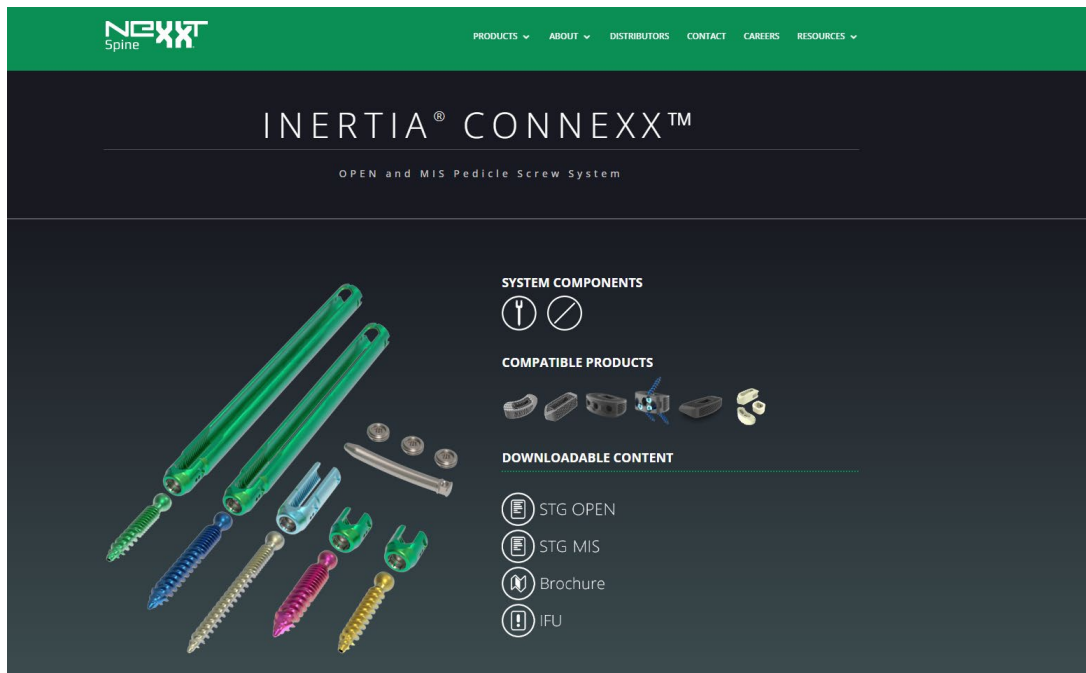 NEXXT
Spine
PRODUCTS ABOUT DISTRIBUTORS CONTACT CAREERS RESOURCES
INERTIA® CONNEXX™
OPEN and MIS Pedicle Screw System
SYSTEM COMPONENTS
COMPATIBLE PRODUCTS
DOWNLOADABLE CONTENT
STG OPEN
STG MIS
Brochure
IFU